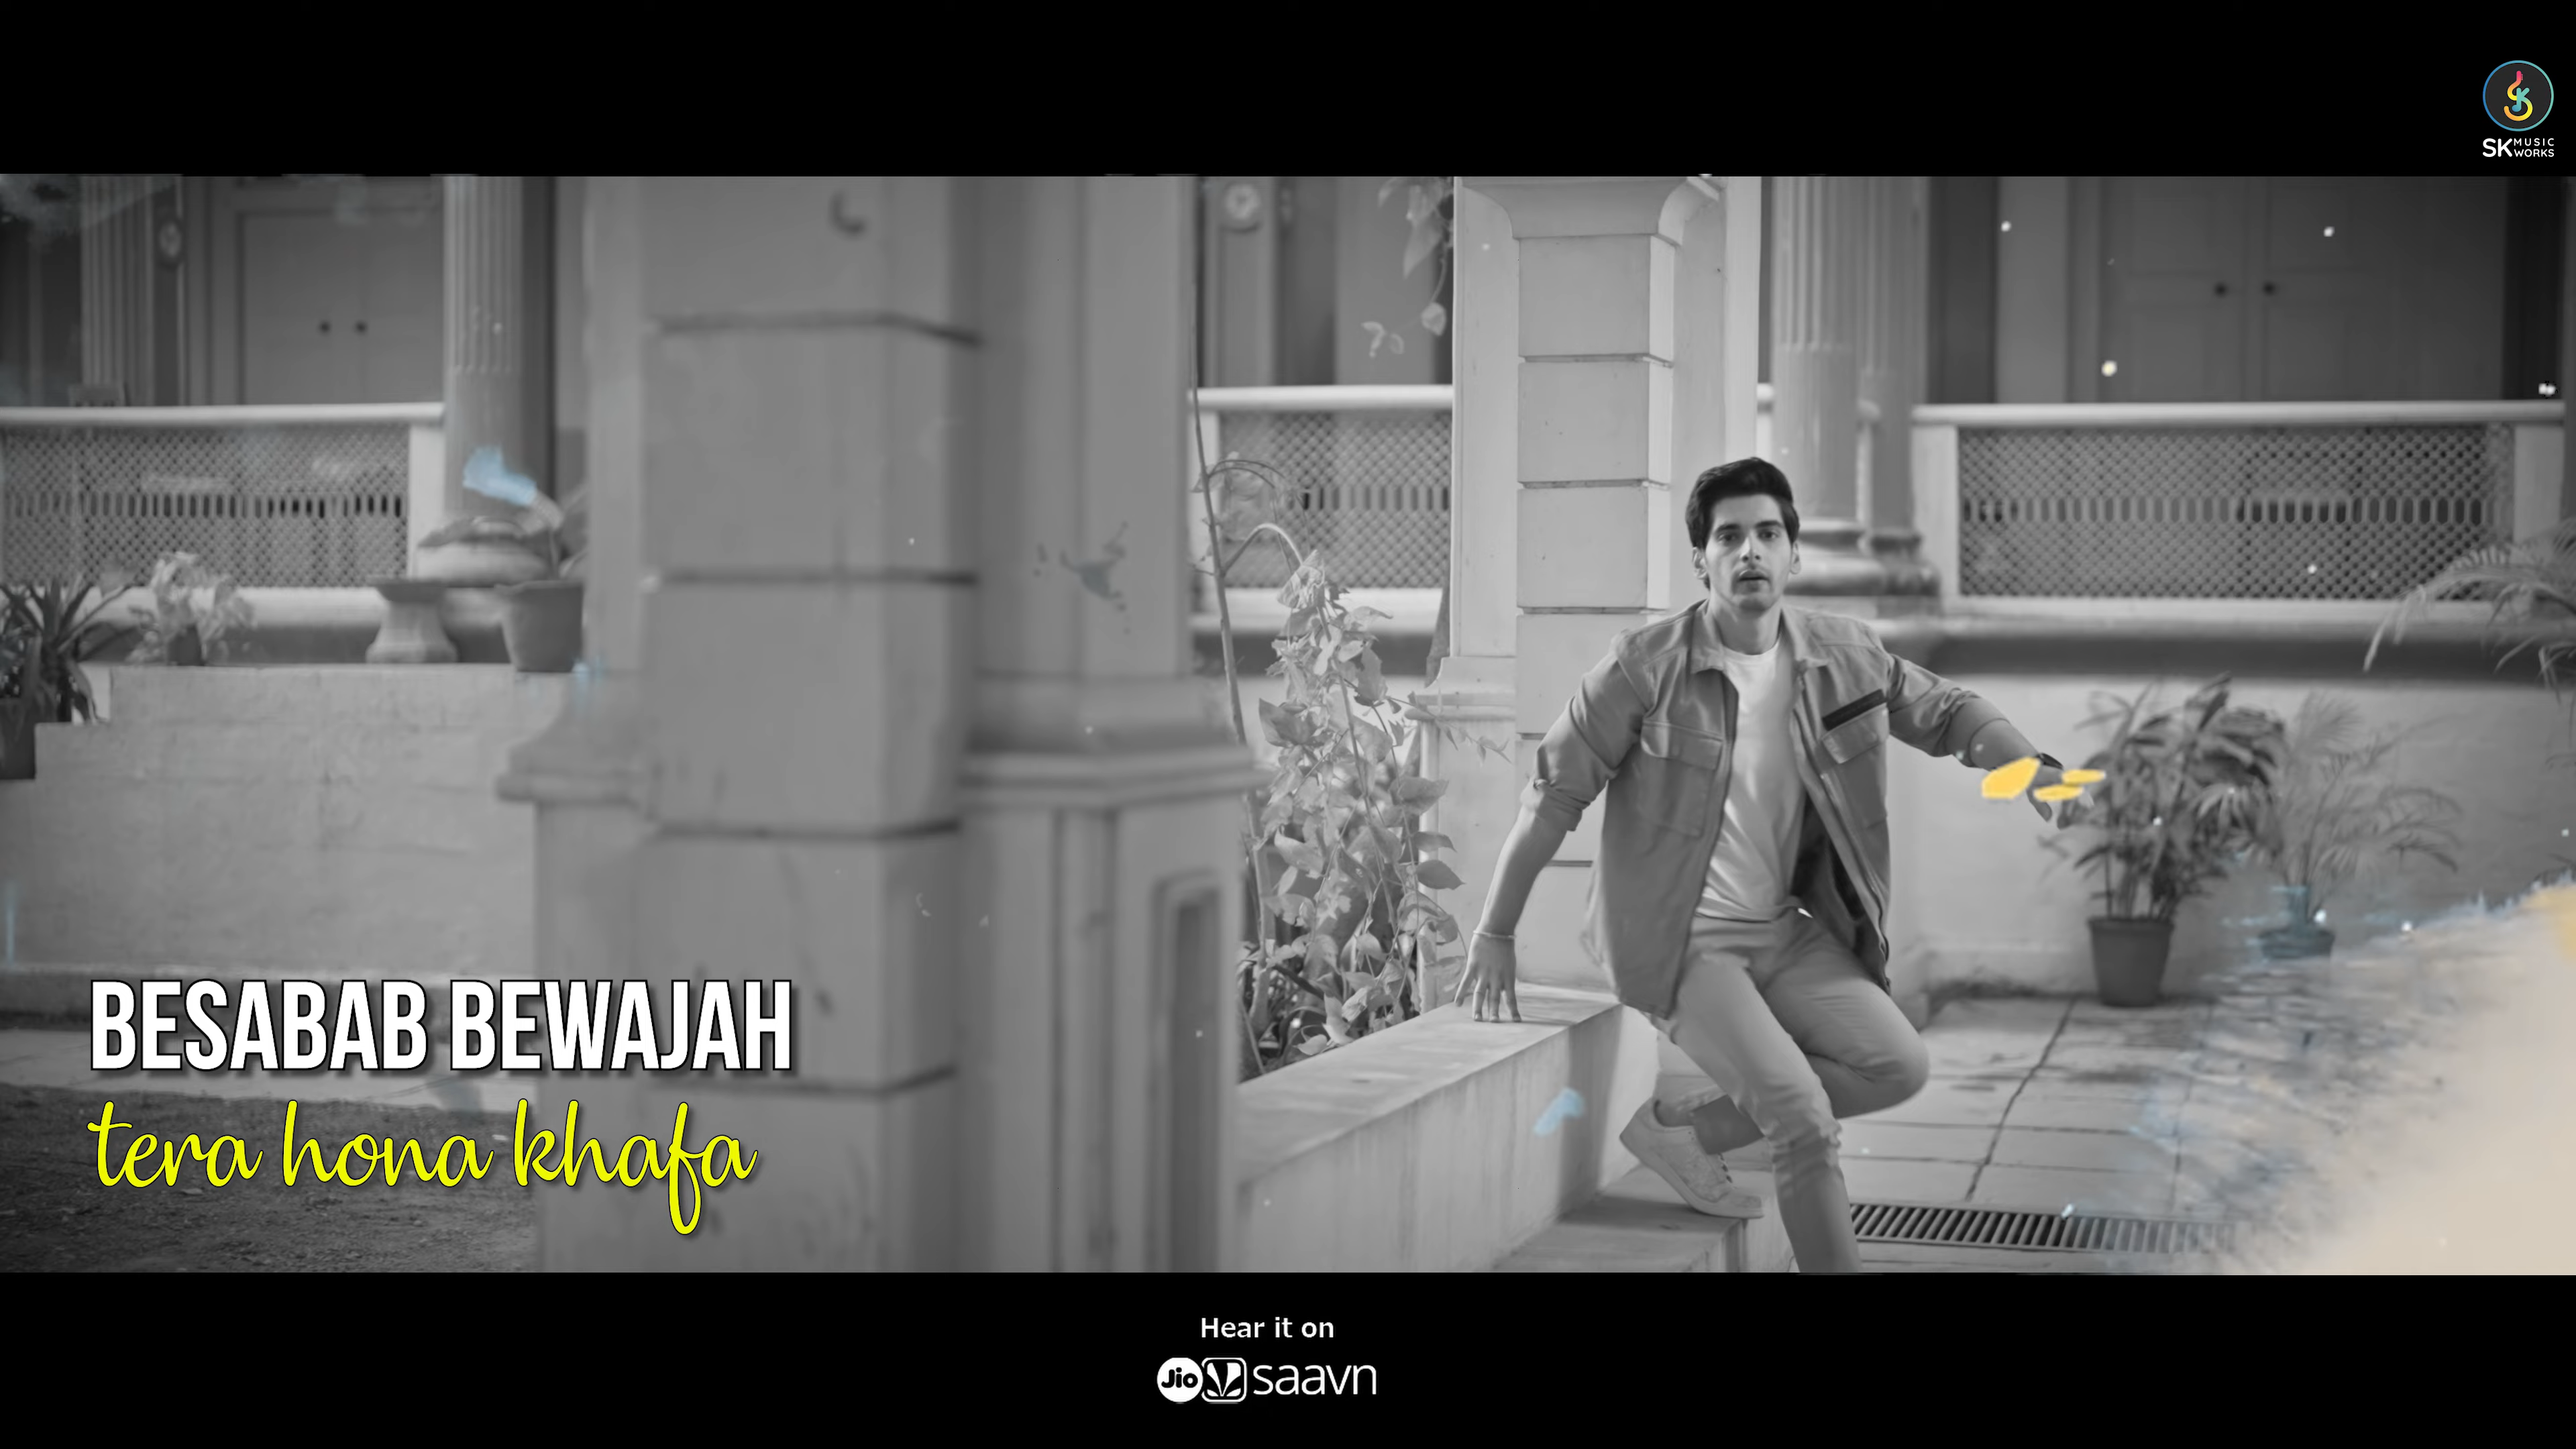 SK MUSIC WORKS
BESABAB BEWAJAH
tera hona khafa
Hear it on
Jio saavn